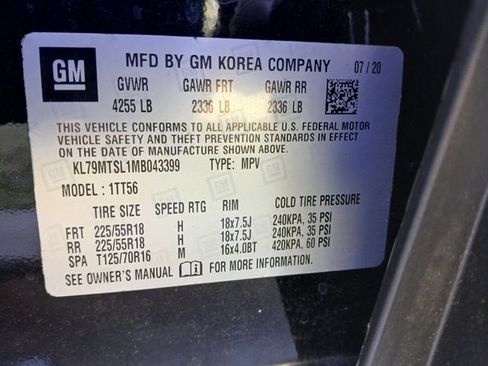 GM
MFD BY GM KOREA COMPANY 07 / 20
GVWR GAWR FRT GAWR RR
4255 LB 2336 LB 2336 LB
THIS VEHICLE CONFORMS TO ALL APPLICABLE U.S. FEDERAL MOTOR
VEHICLE SAFETY AND THEFT PREVENTION STANDARDS IN EFFECT
ON THE DATE OF MANUFACTURE SHOWN ABOVE.
KL79MTSL1MB043399 TYPE: MPV
MODEL : 1TT56
TIRE SIZE SPEED RTG RIM COLD TIRE PRESSURE
FRT 225/55R18 H 18x7.5J 240KPA, 35 PSI
RR 225/55R18 H 18x7.5J 240KPA, 35 PSI
SPA T125/70R16 M 16x4.0BT 420KPA, 60 PSI
SEE OWNER'S MANUAL FOR MORE INFORMATION.